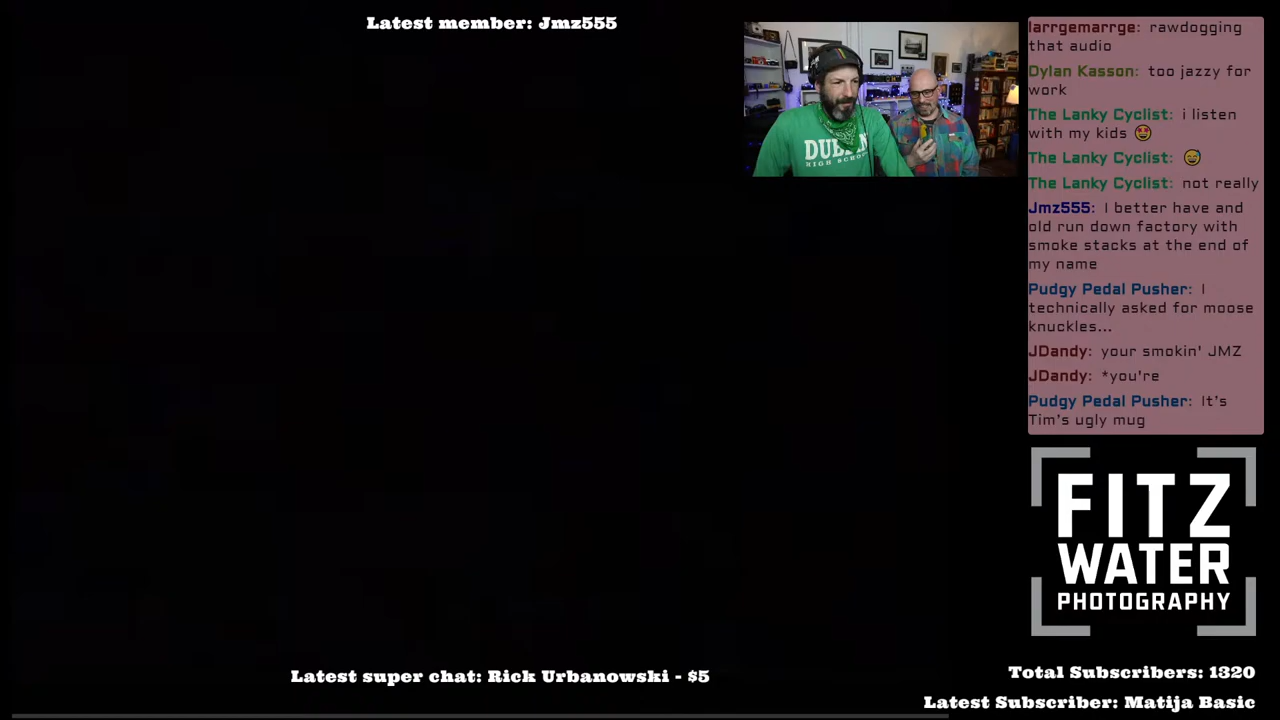 Latest member: Jmz555
DUBLIN
HIGH SCHOOL
larrgemarrge: rawdogging
that audio
Dylan Kasson: too jazzy for
work
The Lanky Cyclist: i listen
with my kids 🤩
The Lanky Cyclist: 😅
The Lanky Cyclist: not really
Jmz555: I better have and
old run down factory with
smoke stacks at the end of
my name
Pudgy Pedal Pusher: I
technically asked for moose
knuckles...
JDandy: your smokin' JMZ
JDandy: *you're
Pudgy Pedal Pusher: It's
Tim's ugly mug
FITZ
WATER
PHOTOGRAPHY
Latest super chat: Rick Urbanowski - $5
Total Subscribers: 1320
Latest Subscriber: Matija Basic